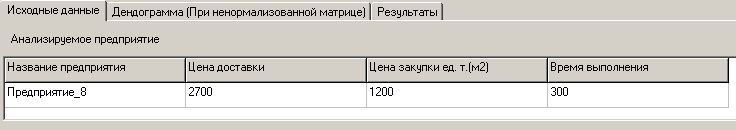 Исходные данные Дендограмма (При ненормализованной матрице) Результаты
Анализируемое предприятие
Название предприятия Цена доставки Цена закупки ед. т.(м2) Время выполнения
Предприятие_8 2700 1200 300